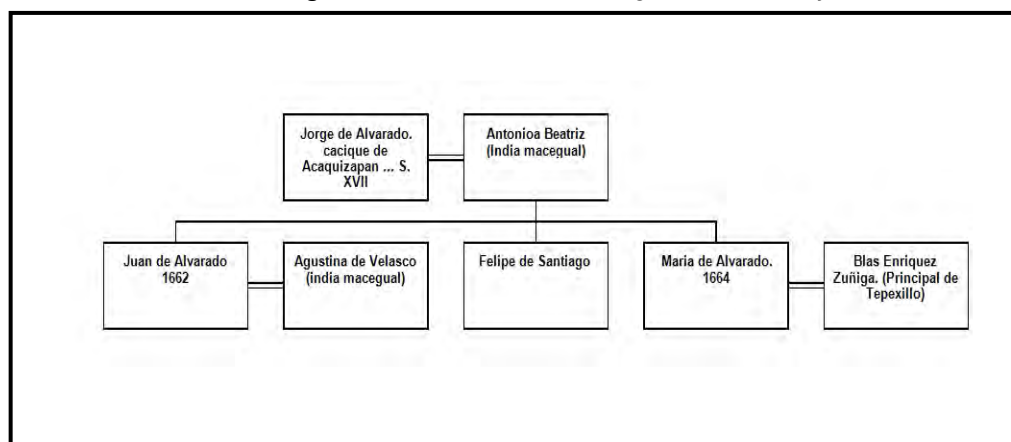 Jorge de Alvarado.
cacique de
Acaquizapan ... S.
XVII
Antonioa Beatriz
(India macegual)
Juan de Alvarado
1662
Agustina de Velasco
(india macegual)
Felipe de Santiago
Maria de Alvarado.
1664
Blas Enriquez
Zuñiga. (Principal de
Tepexillo)